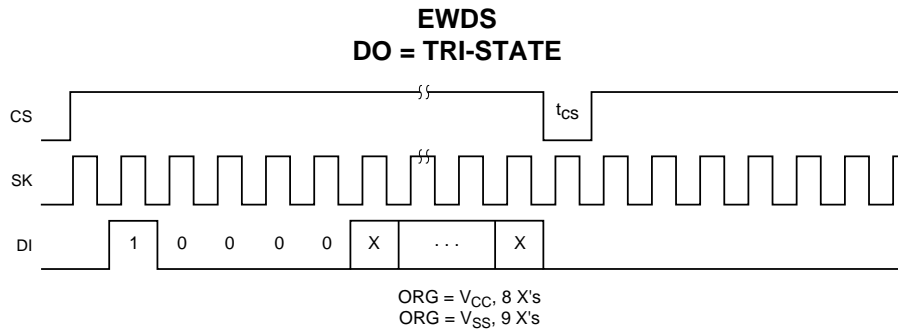 EWDS
DO = TRI-STATE
CS
tCS
SK
DI
1 0 0 0 0 X · · · X
ORG = VCC, 8 X's
ORG = VSS, 9 X's